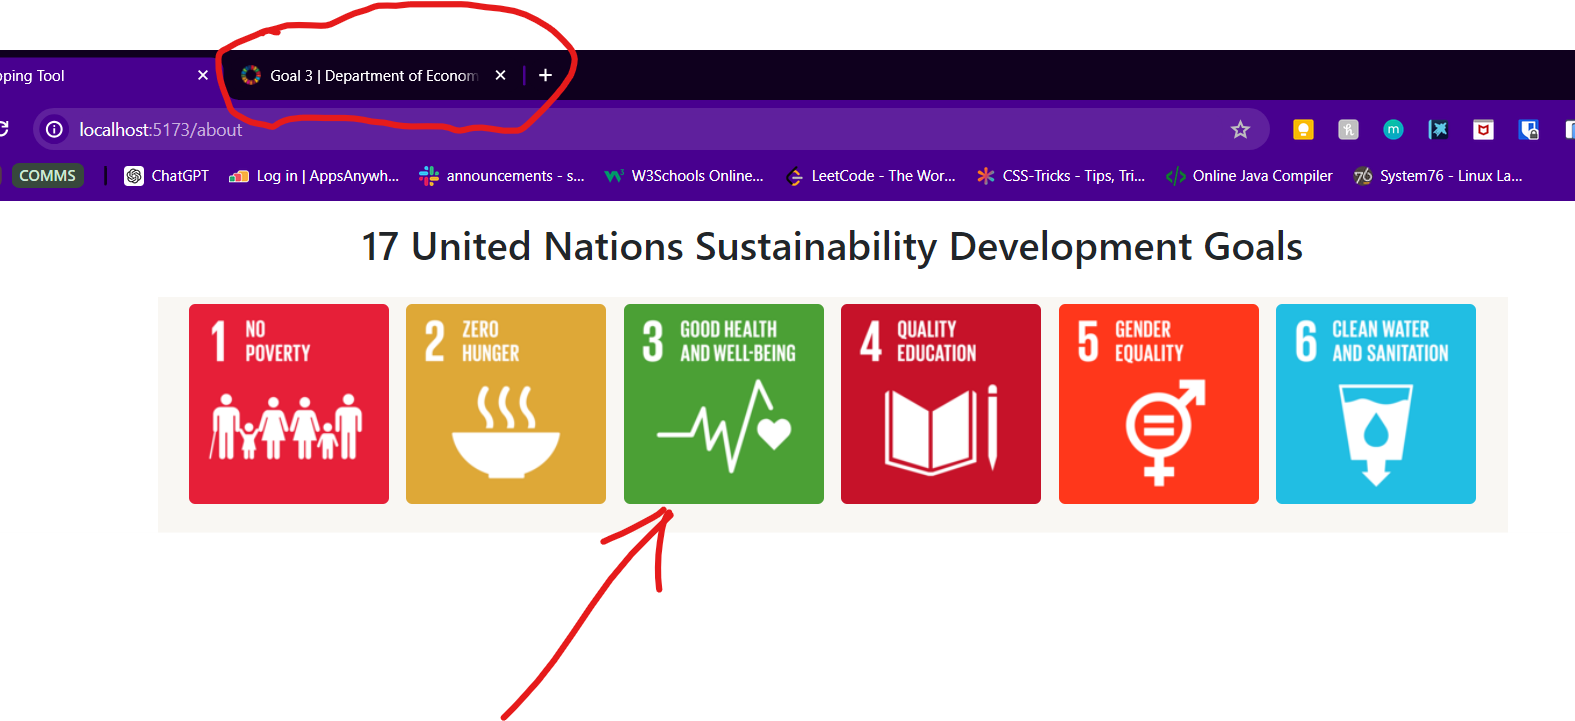 pping Tool
Goal 3 | Department of Econom
localhost:5173/about
COMMS
ChatGPT
Log in | AppsAnywh...
announcements - s...
W3Schools Online...
LeetCode - The Wor...
CSS-Tricks - Tips, Tri...
Online Java Compiler
System76 - Linux La...
17 United Nations Sustainability Development Goals
1 NO
POVERTY
2 ZERO
HUNGER
3 GOOD HEALTH
AND WELL-BEING
4 QUALITY
EDUCATION
5 GENDER
EQUALITY
6 CLEAN WATER
AND SANITATION